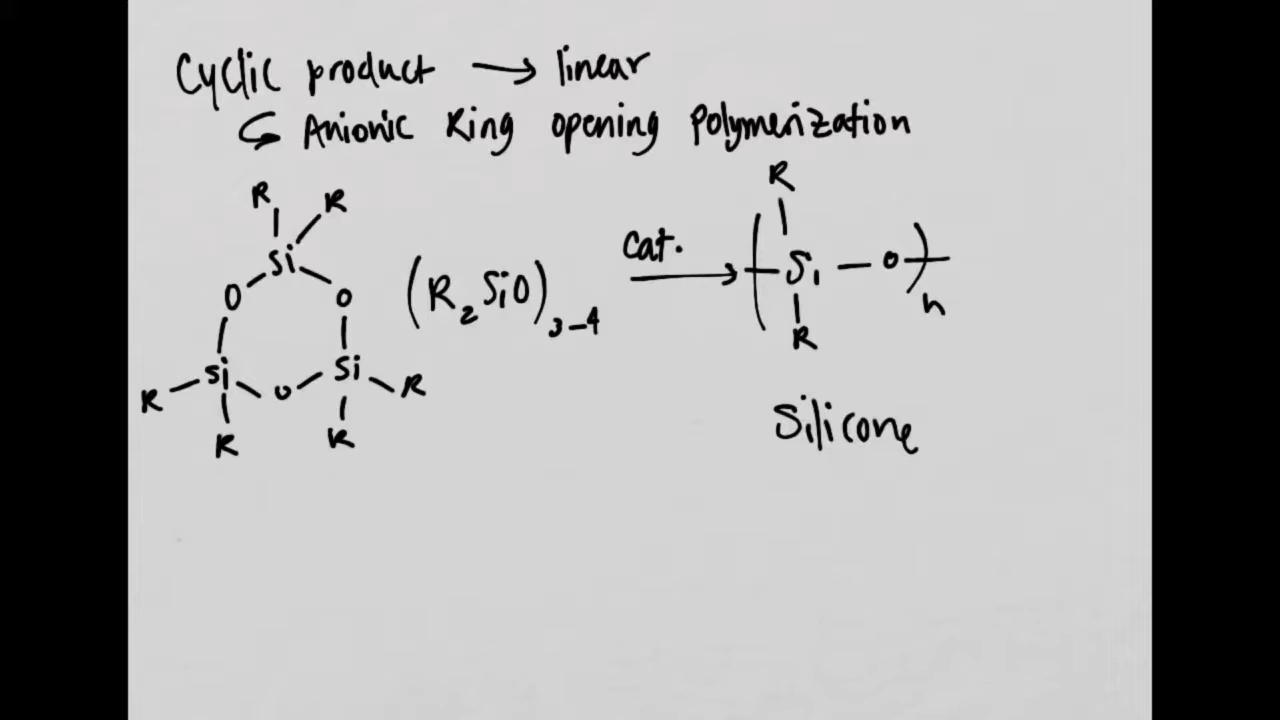 Cyclic product → linear
↪ Anionic Ring opening Polymerization
R R
Si
O O
Si Si
O
R R
R R
(R₂SiO)₃₋₄
Cat.
R
( Si — O )n
R
Silicone